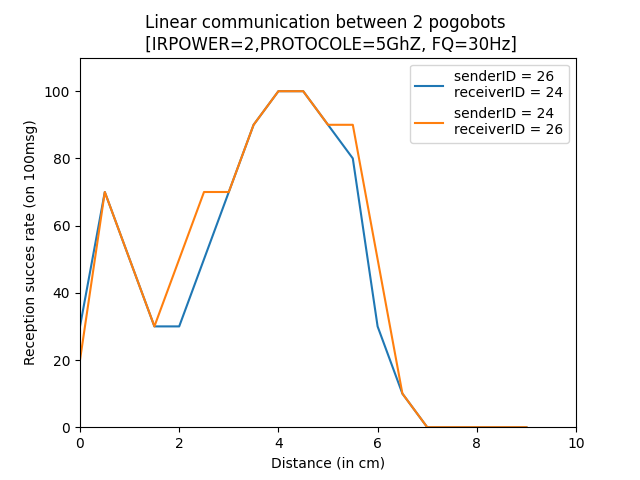 Linear communication between 2 pogobots
[IRPOWER=2,PROTOCOLE=5GhZ, FQ=30Hz]
senderID = 26
receiverID = 24
senderID = 24
receiverID = 26
Reception succes rate (on 100msg)
100
80
60
40
20
0
0 2 4 6 8 10
Distance (in cm)